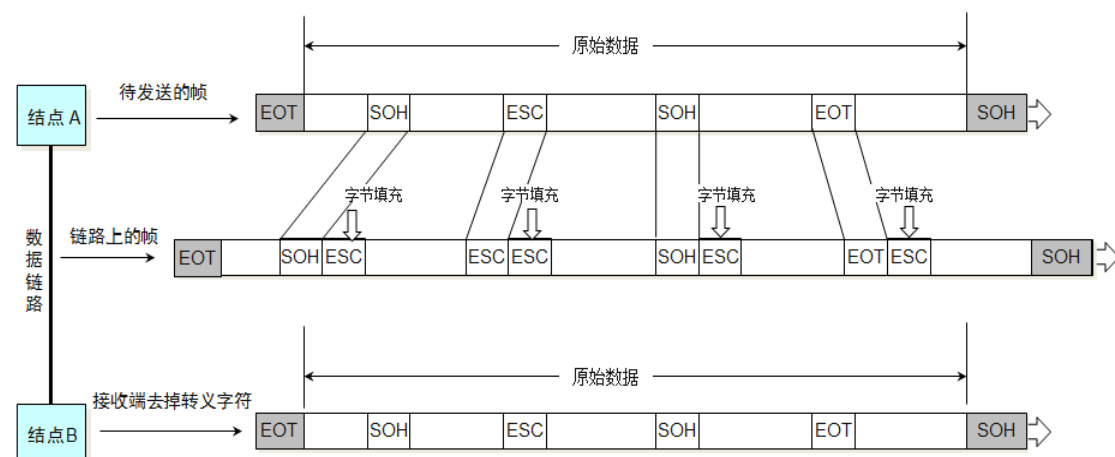 原始数据
结点 A
待发送的帧
EOT SOH ESC SOH EOT SOH
字节填充 字节填充 字节填充 字节填充
数据链路
链路上的帧
EOT SOH ESC ESC ESC SOH ESC EOT ESC SOH
原始数据
结点B
接收端去掉转义字符
EOT SOH ESC SOH EOT SOH